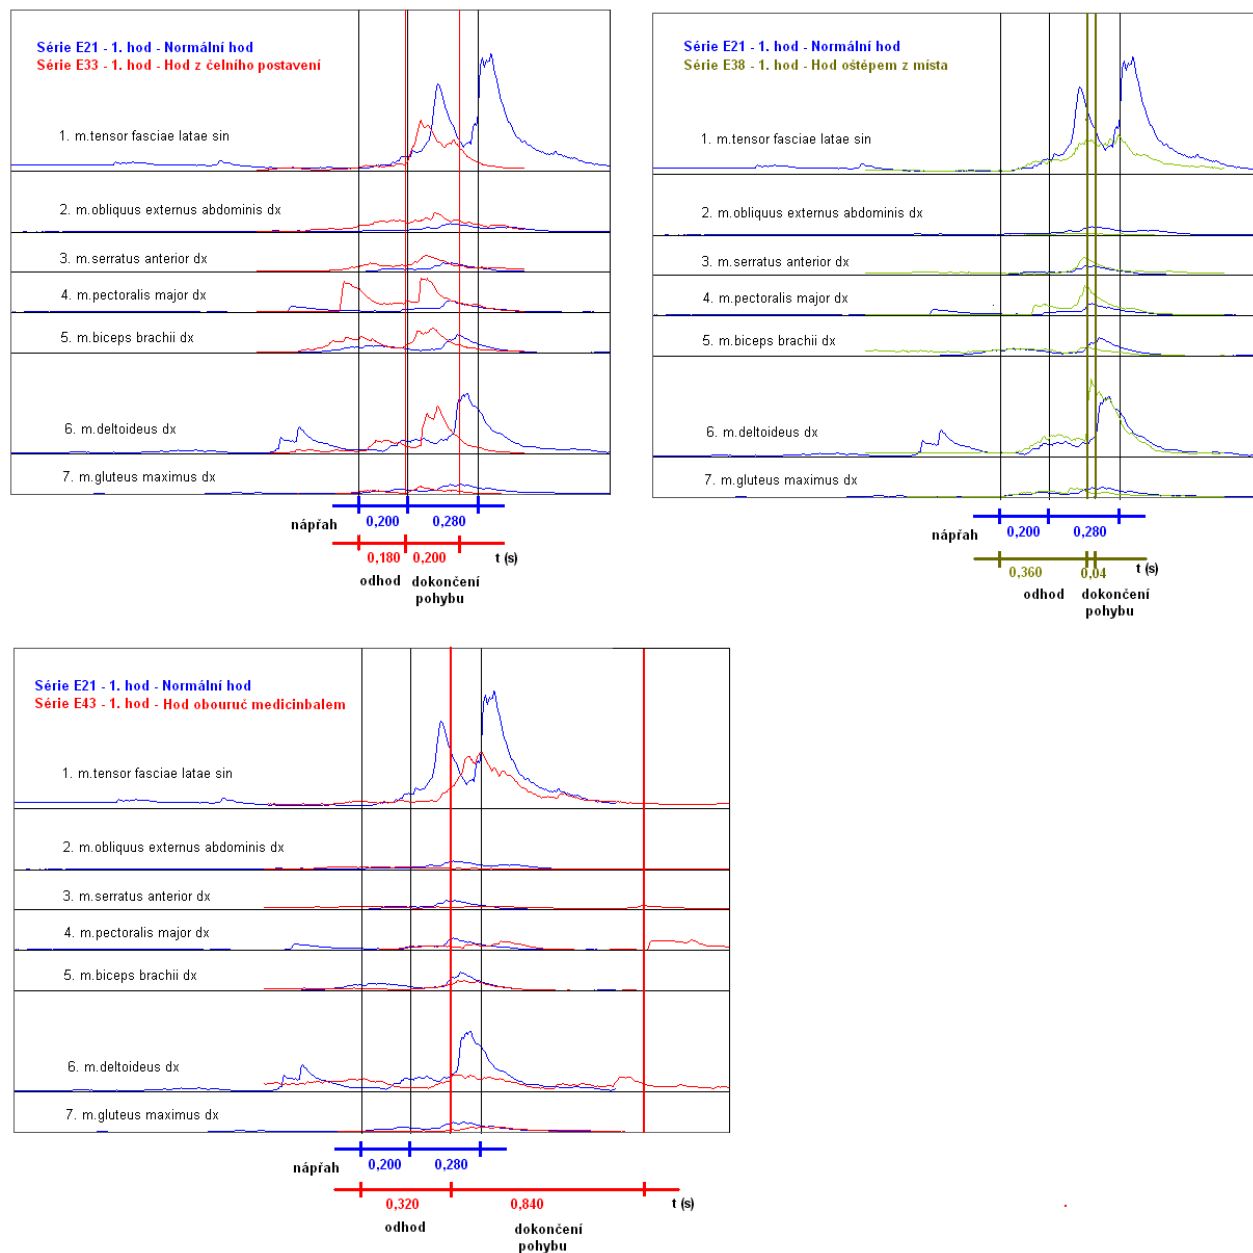 Série E21 - 1. hod - Normální hod
Série E33 - 1. hod - Hod z čelního postavení
1. m.tensor fasciae latae sin
2. m.obliquus externus abdominis dx
3. m.serratus anterior dx
4. m.pectoralis major dx
5. m.biceps brachii dx
6. m.deltoideus dx
7. m.gluteus maximus dx
nápřah 0,200 0,280
0,180 0,200 t (s)
odhod dokončení
pohybu
Série E21 - 1. hod - Normální hod
Série E38 - 1. hod - Hod oštěpem z místa
1. m.tensor fasciae latae sin
2. m.obliquus externus abdominis dx
3. m.serratus anterior dx
4. m.pectoralis major dx
5. m.biceps brachii dx
6. m.deltoideus dx
7. m.gluteus maximus dx
nápřah 0,200 0,280
0,360 0,04 t (s)
odhod dokončení
pohybu
Série E21 - 1. hod - Normální hod
Série E43 - 1. hod - Hod obouruč medicinbalem
1. m.tensor fasciae latae sin
2. m.obliquus externus abdominis dx
3. m.serratus anterior dx
4. m.pectoralis major dx
5. m.biceps brachii dx
6. m.deltoideus dx
7. m.gluteus maximus dx
nápřah 0,200 0,280
0,320 0,840 t (s)
odhod dokončení
pohybu